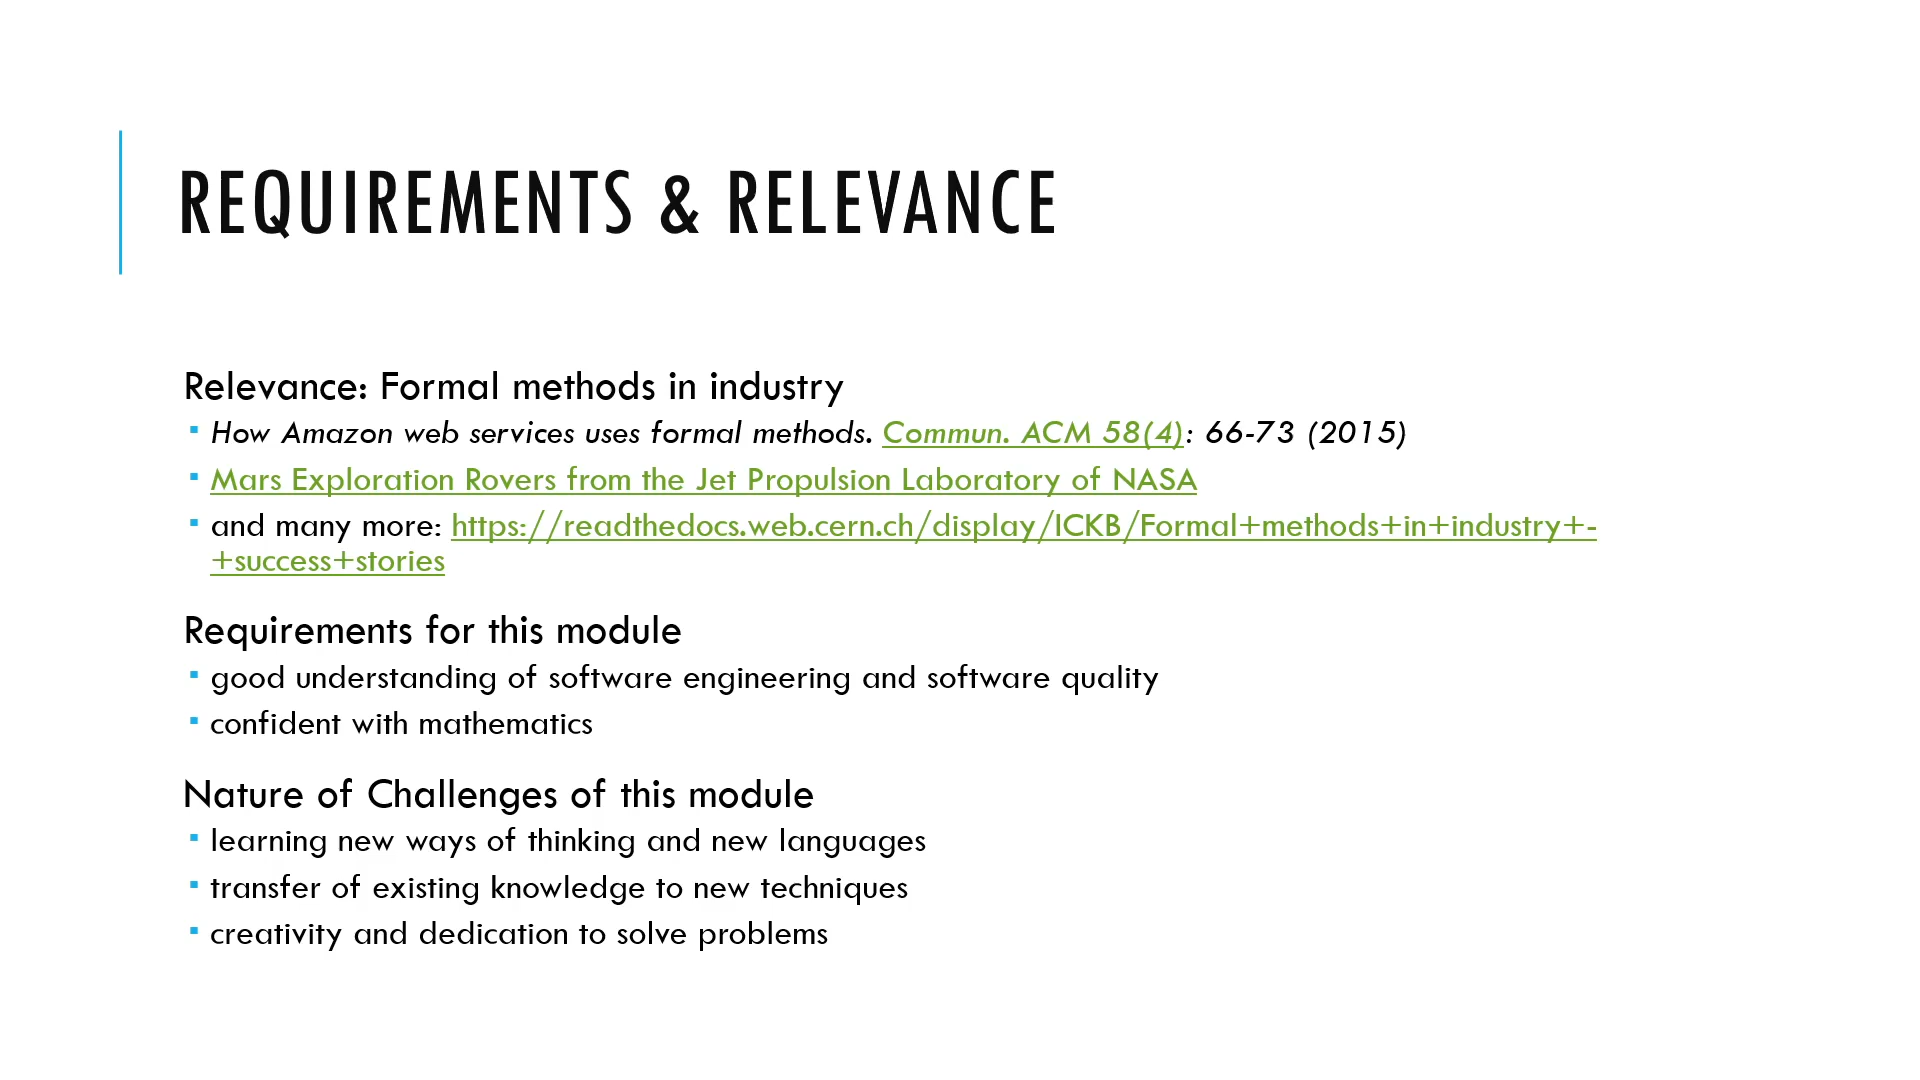 REQUIREMENTS & RELEVANCE
Relevance: Formal methods in industry
How Amazon web services uses formal methods. Commun. ACM 58(4): 66-73 (2015)
Mars Exploration Rovers from the Jet Propulsion Laboratory of NASA
and many more: https://readthedocs.web.cern.ch/display/ICKB/Formal+methods+in+industry+-
+success+stories
Requirements for this module
good understanding of software engineering and software quality
confident with mathematics
Nature of Challenges of this module
learning new ways of thinking and new languages
transfer of existing knowledge to new techniques
creativity and dedication to solve problems